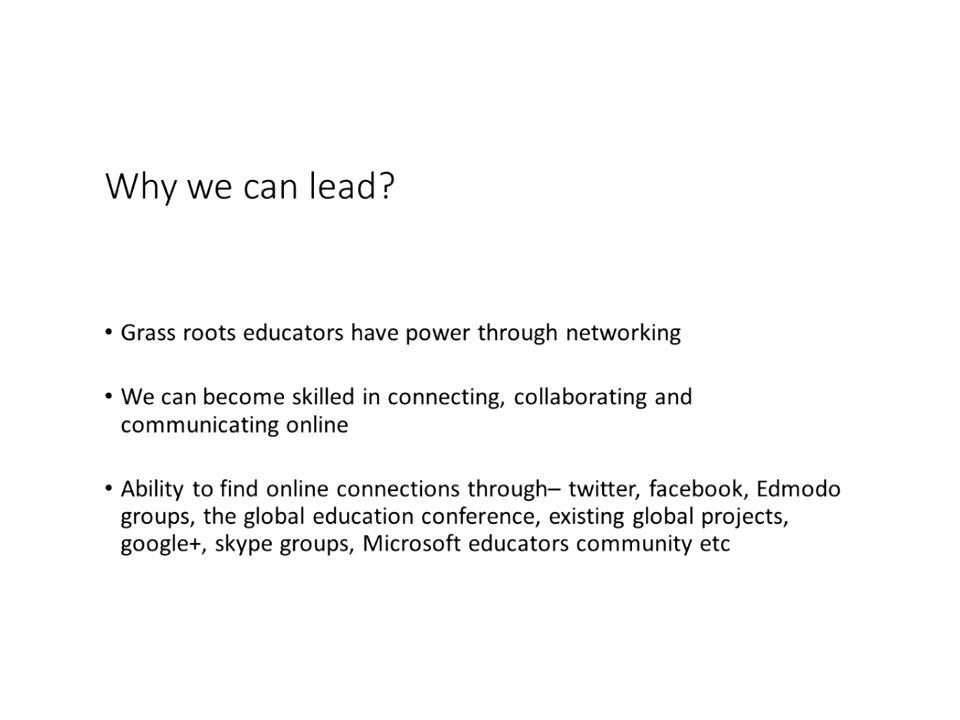 Why we can lead?
• Grass roots educators have power through networking
• We can become skilled in connecting, collaborating and
communicating online
• Ability to find online connections through– twitter, facebook, Edmodo
groups, the global education conference, existing global projects,
google+, skype groups, Microsoft educators community etc